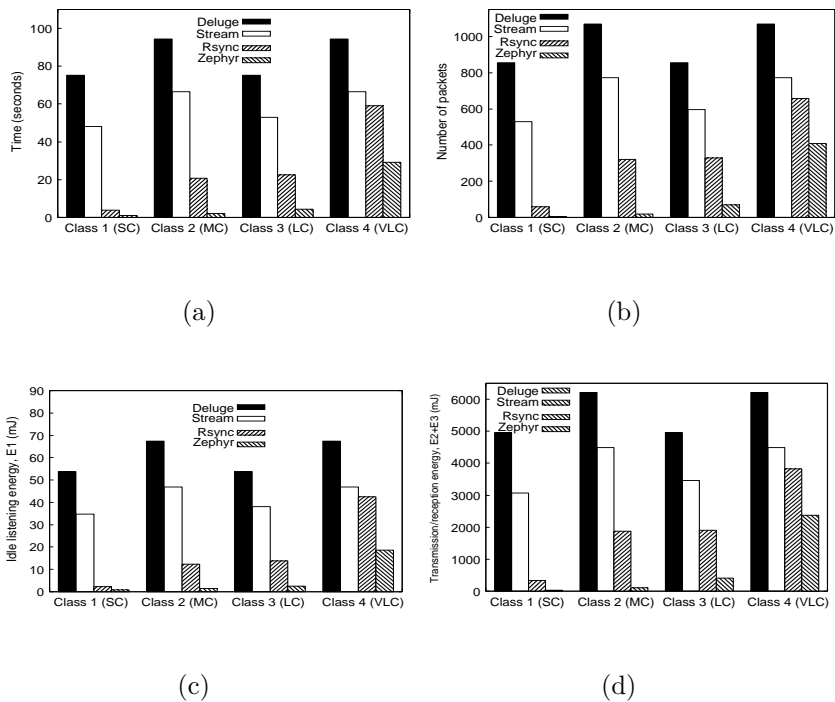 100
80
60
40
20
0
Time (seconds)
Deluge
Stream
Rsync
Zephyr
Class 1 (SC) Class 2 (MC) Class 3 (LC) Class 4 (VLC)
(a)
1000
800
600
400
200
0
Number of packets
Deluge
Stream
Rsync
Zephyr
Class 1 (SC) Class 2 (MC) Class 3 (LC) Class 4 (VLC)
(b)
90
80
70
60
50
40
30
20
10
0
Idle listening energy, E1 (mJ)
Deluge
Stream
Rsync
Zephyr
Class 1 (SC) Class 2 (MC) Class 3 (LC) Class 4 (VLC)
(c)
6000
5000
4000
3000
2000
1000
0
Transmission/reception energy, E2+E3 (mJ)
Deluge
Stream
Rsync
Zephyr
Class 1 (SC) Class 2 (MC) Class 3 (LC) Class 4 (VLC)
(d)